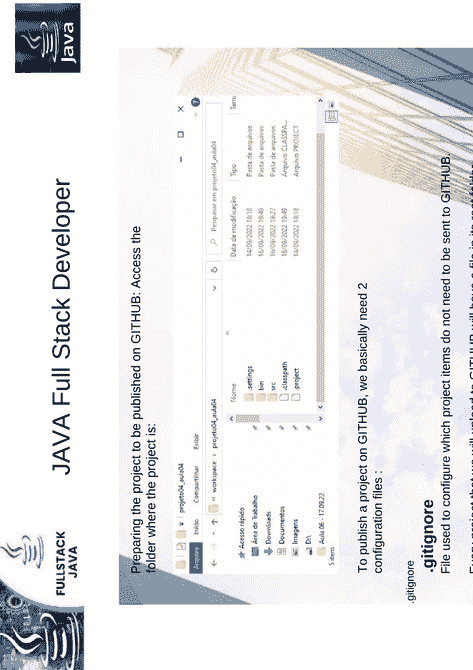 FULLSTACK
JAVA
JAVA Full Stack Developer
Java
Preparing the project to be published on GITHUB: Access the
folder where the project is:
projeto04_aula04
Arquivo Início Compartilhar Exibir
workspace › projeto04_aula04
Pesquisar em projeto04_aula04
Acesso rápido
Área de Trabalho
Downloads
Documentos
Imagens
D:\
Aula 06 - 17.09.22
5 itens
Nome Data de modificação Tipo Tama
.settings 14/09/2022 18:18 Pasta de arquivos
bin 16/09/2022 19:40 Pasta de arquivos
src 16/09/2022 19:27 Pasta de arquivos
.classpath 16/09/2022 19:40 Arquivo CLASSPA...
.project 14/09/2022 18:18 Arquivo PROJECT
To publish a project on GITHUB, we basically need 2
configuration files :
.gitignore
.gitignore
File used to configure which project items do not need to be sent to GITHUB.